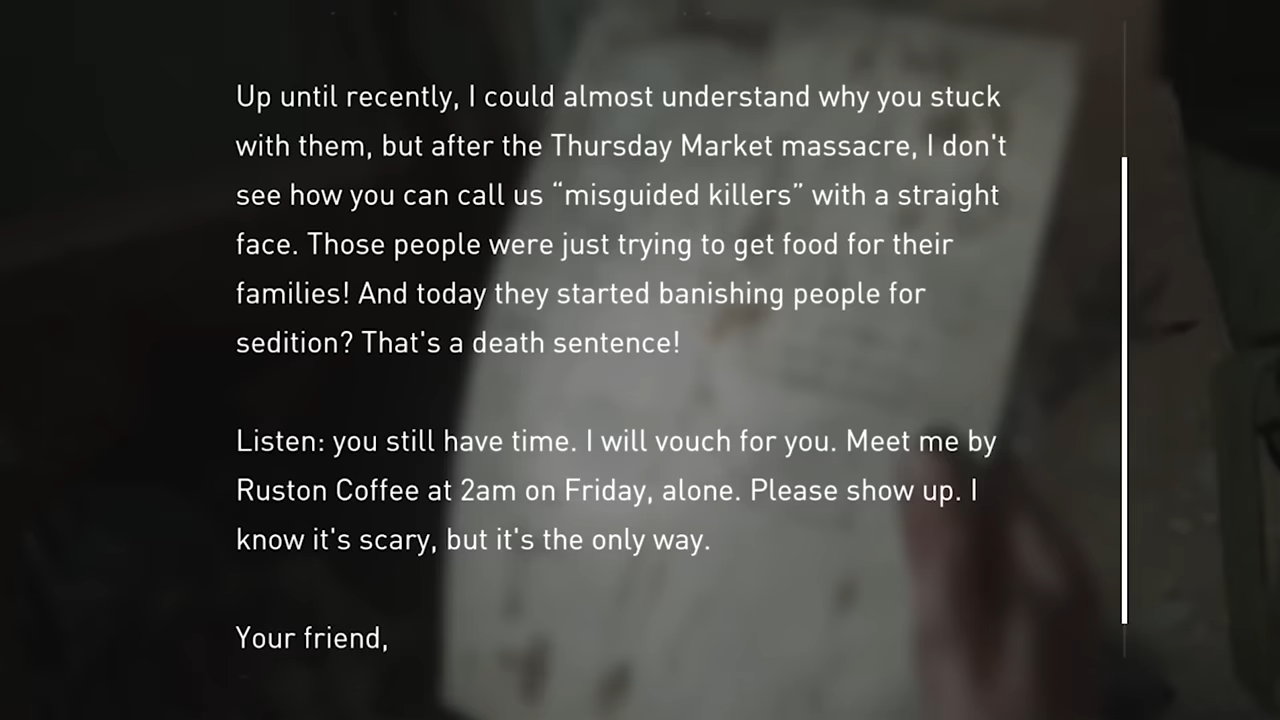 Up until recently, I could almost understand why you stuck
with them, but after the Thursday Market massacre, I don't
see how you can call us “misguided killers” with a straight
face. Those people were just trying to get food for their
families! And today they started banishing people for
sedition? That's a death sentence!
Listen: you still have time. I will vouch for you. Meet me by
Ruston Coffee at 2am on Friday, alone. Please show up. I
know it's scary, but it's the only way.
Your friend,